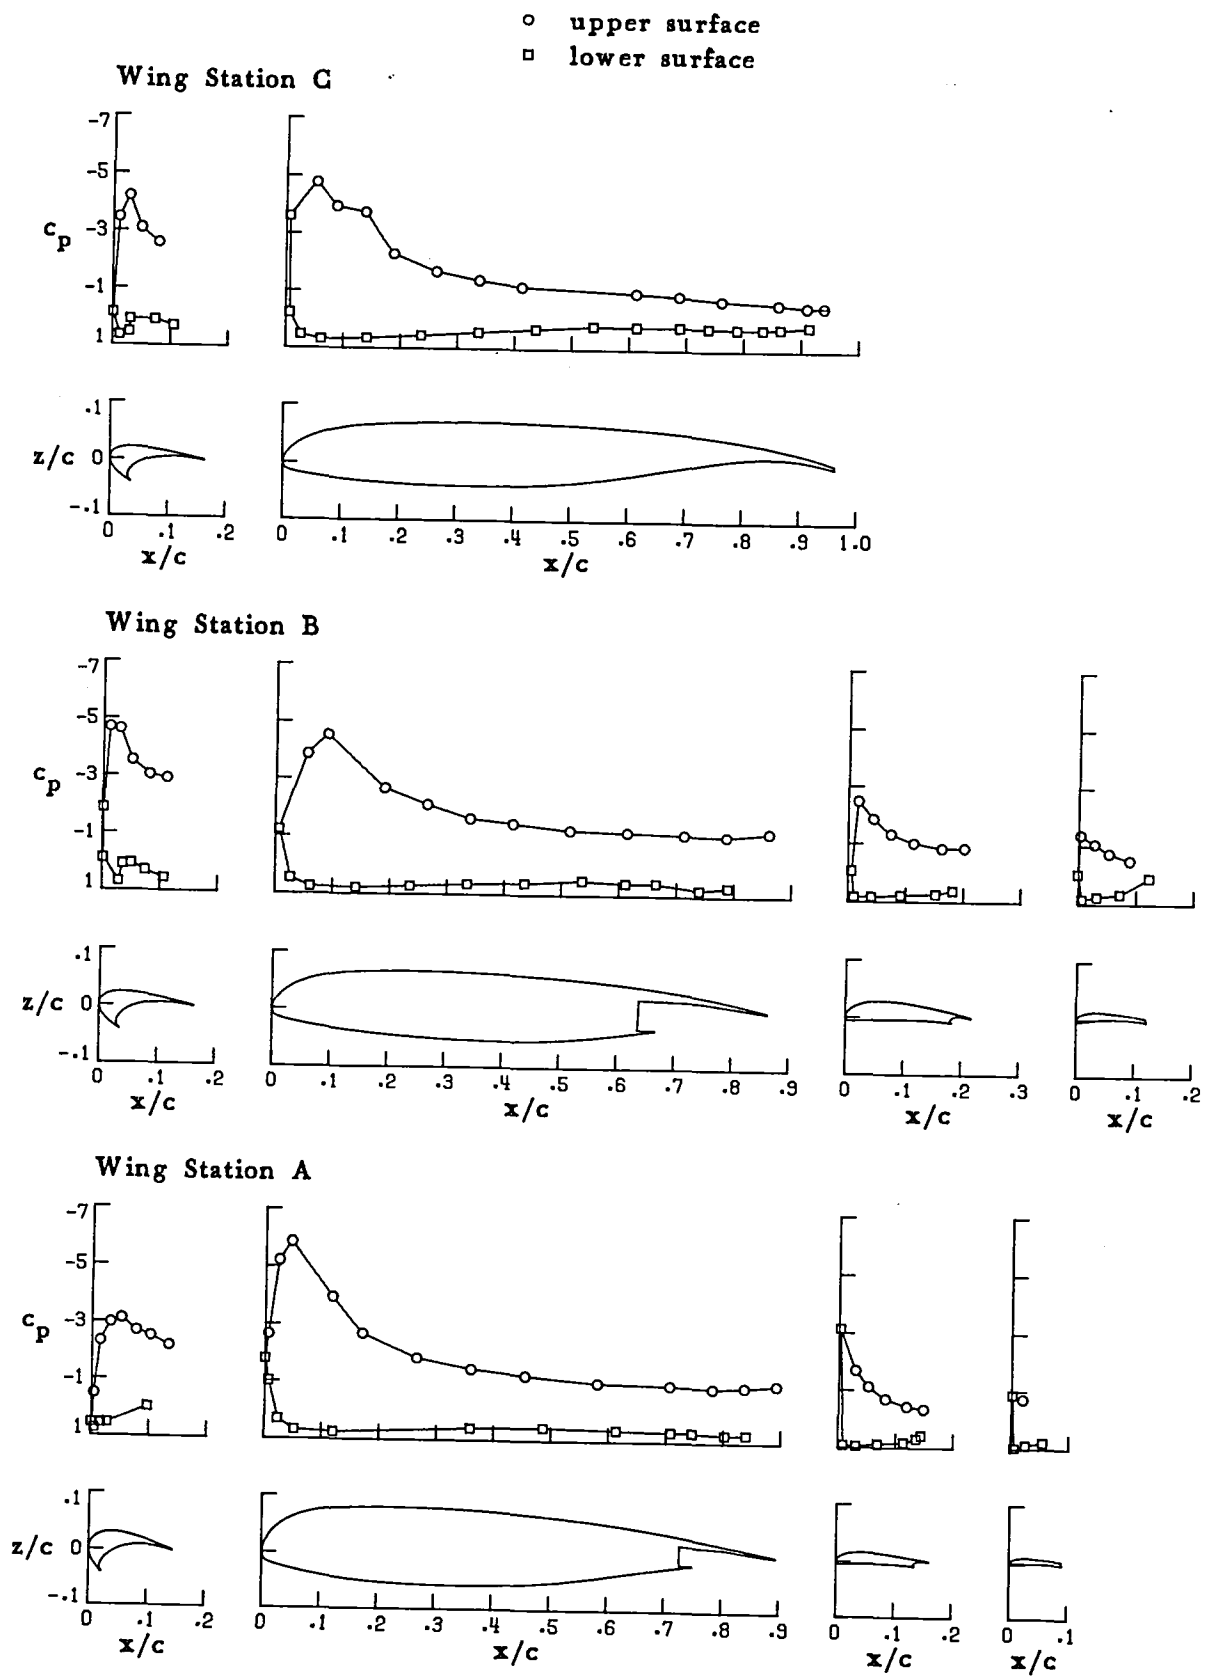 upper surface
lower surface
Wing Station C
-7
-5
c_p -3
-1
1
.1
z/c 0
-.1
0 .1 .2
x/c
0 .1 .2 .3 .4 .5 .6 .7 .8 .9 1.0
x/c
Wing Station B
-7
-5
c_p -3
-1
1
.1
z/c 0
-.1
0 .1 .2
x/c
0 .1 .2 .3 .4 .5 .6 .7 .8 .9
x/c
0 .1 .2 .3
x/c
0 .1 .2
x/c
Wing Station A
-7
-5
c_p -3
-1
1
.1
z/c 0
-.1
0 .1 .2
x/c
0 .1 .2 .3 .4 .5 .6 .7 .8 .9
x/c
0 .1 .2
x/c
0 .1
x/c